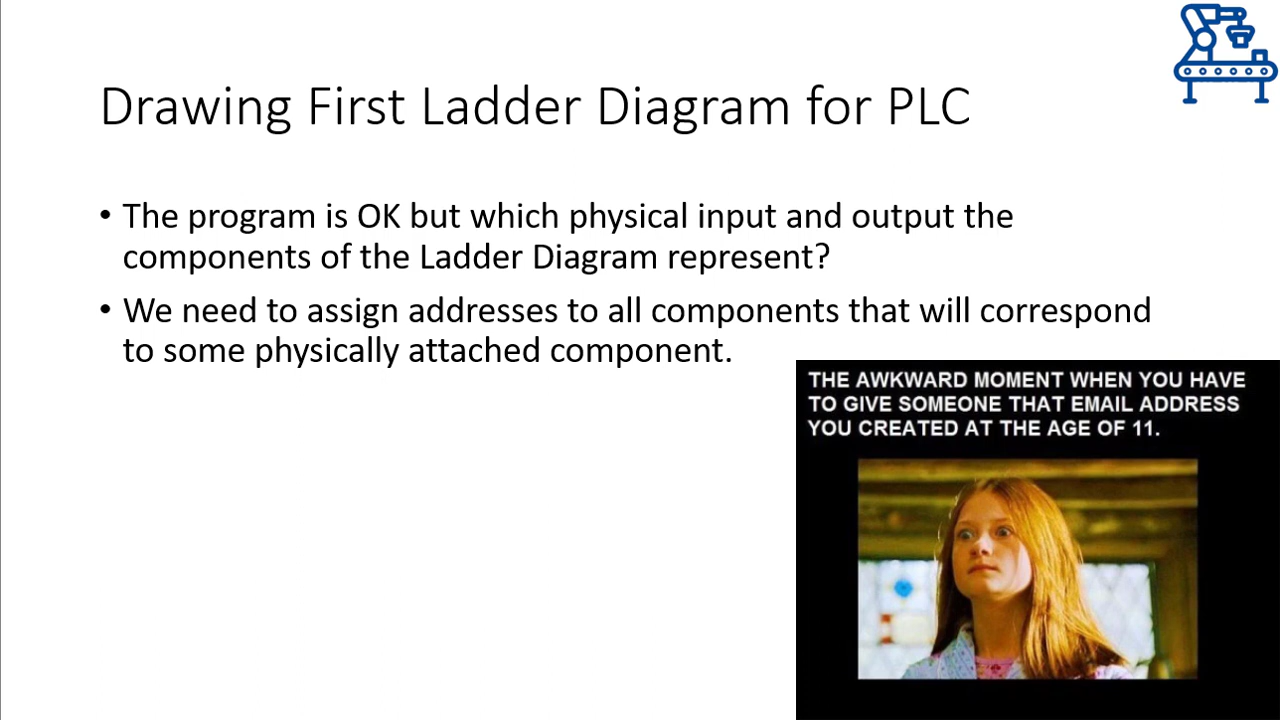 Drawing First Ladder Diagram for PLC
• The program is OK but which physical input and output the
components of the Ladder Diagram represent?
• We need to assign addresses to all components that will correspond
to some physically attached component.
THE AWKWARD MOMENT WHEN YOU HAVE
TO GIVE SOMEONE THAT EMAIL ADDRESS
YOU CREATED AT THE AGE OF 11.